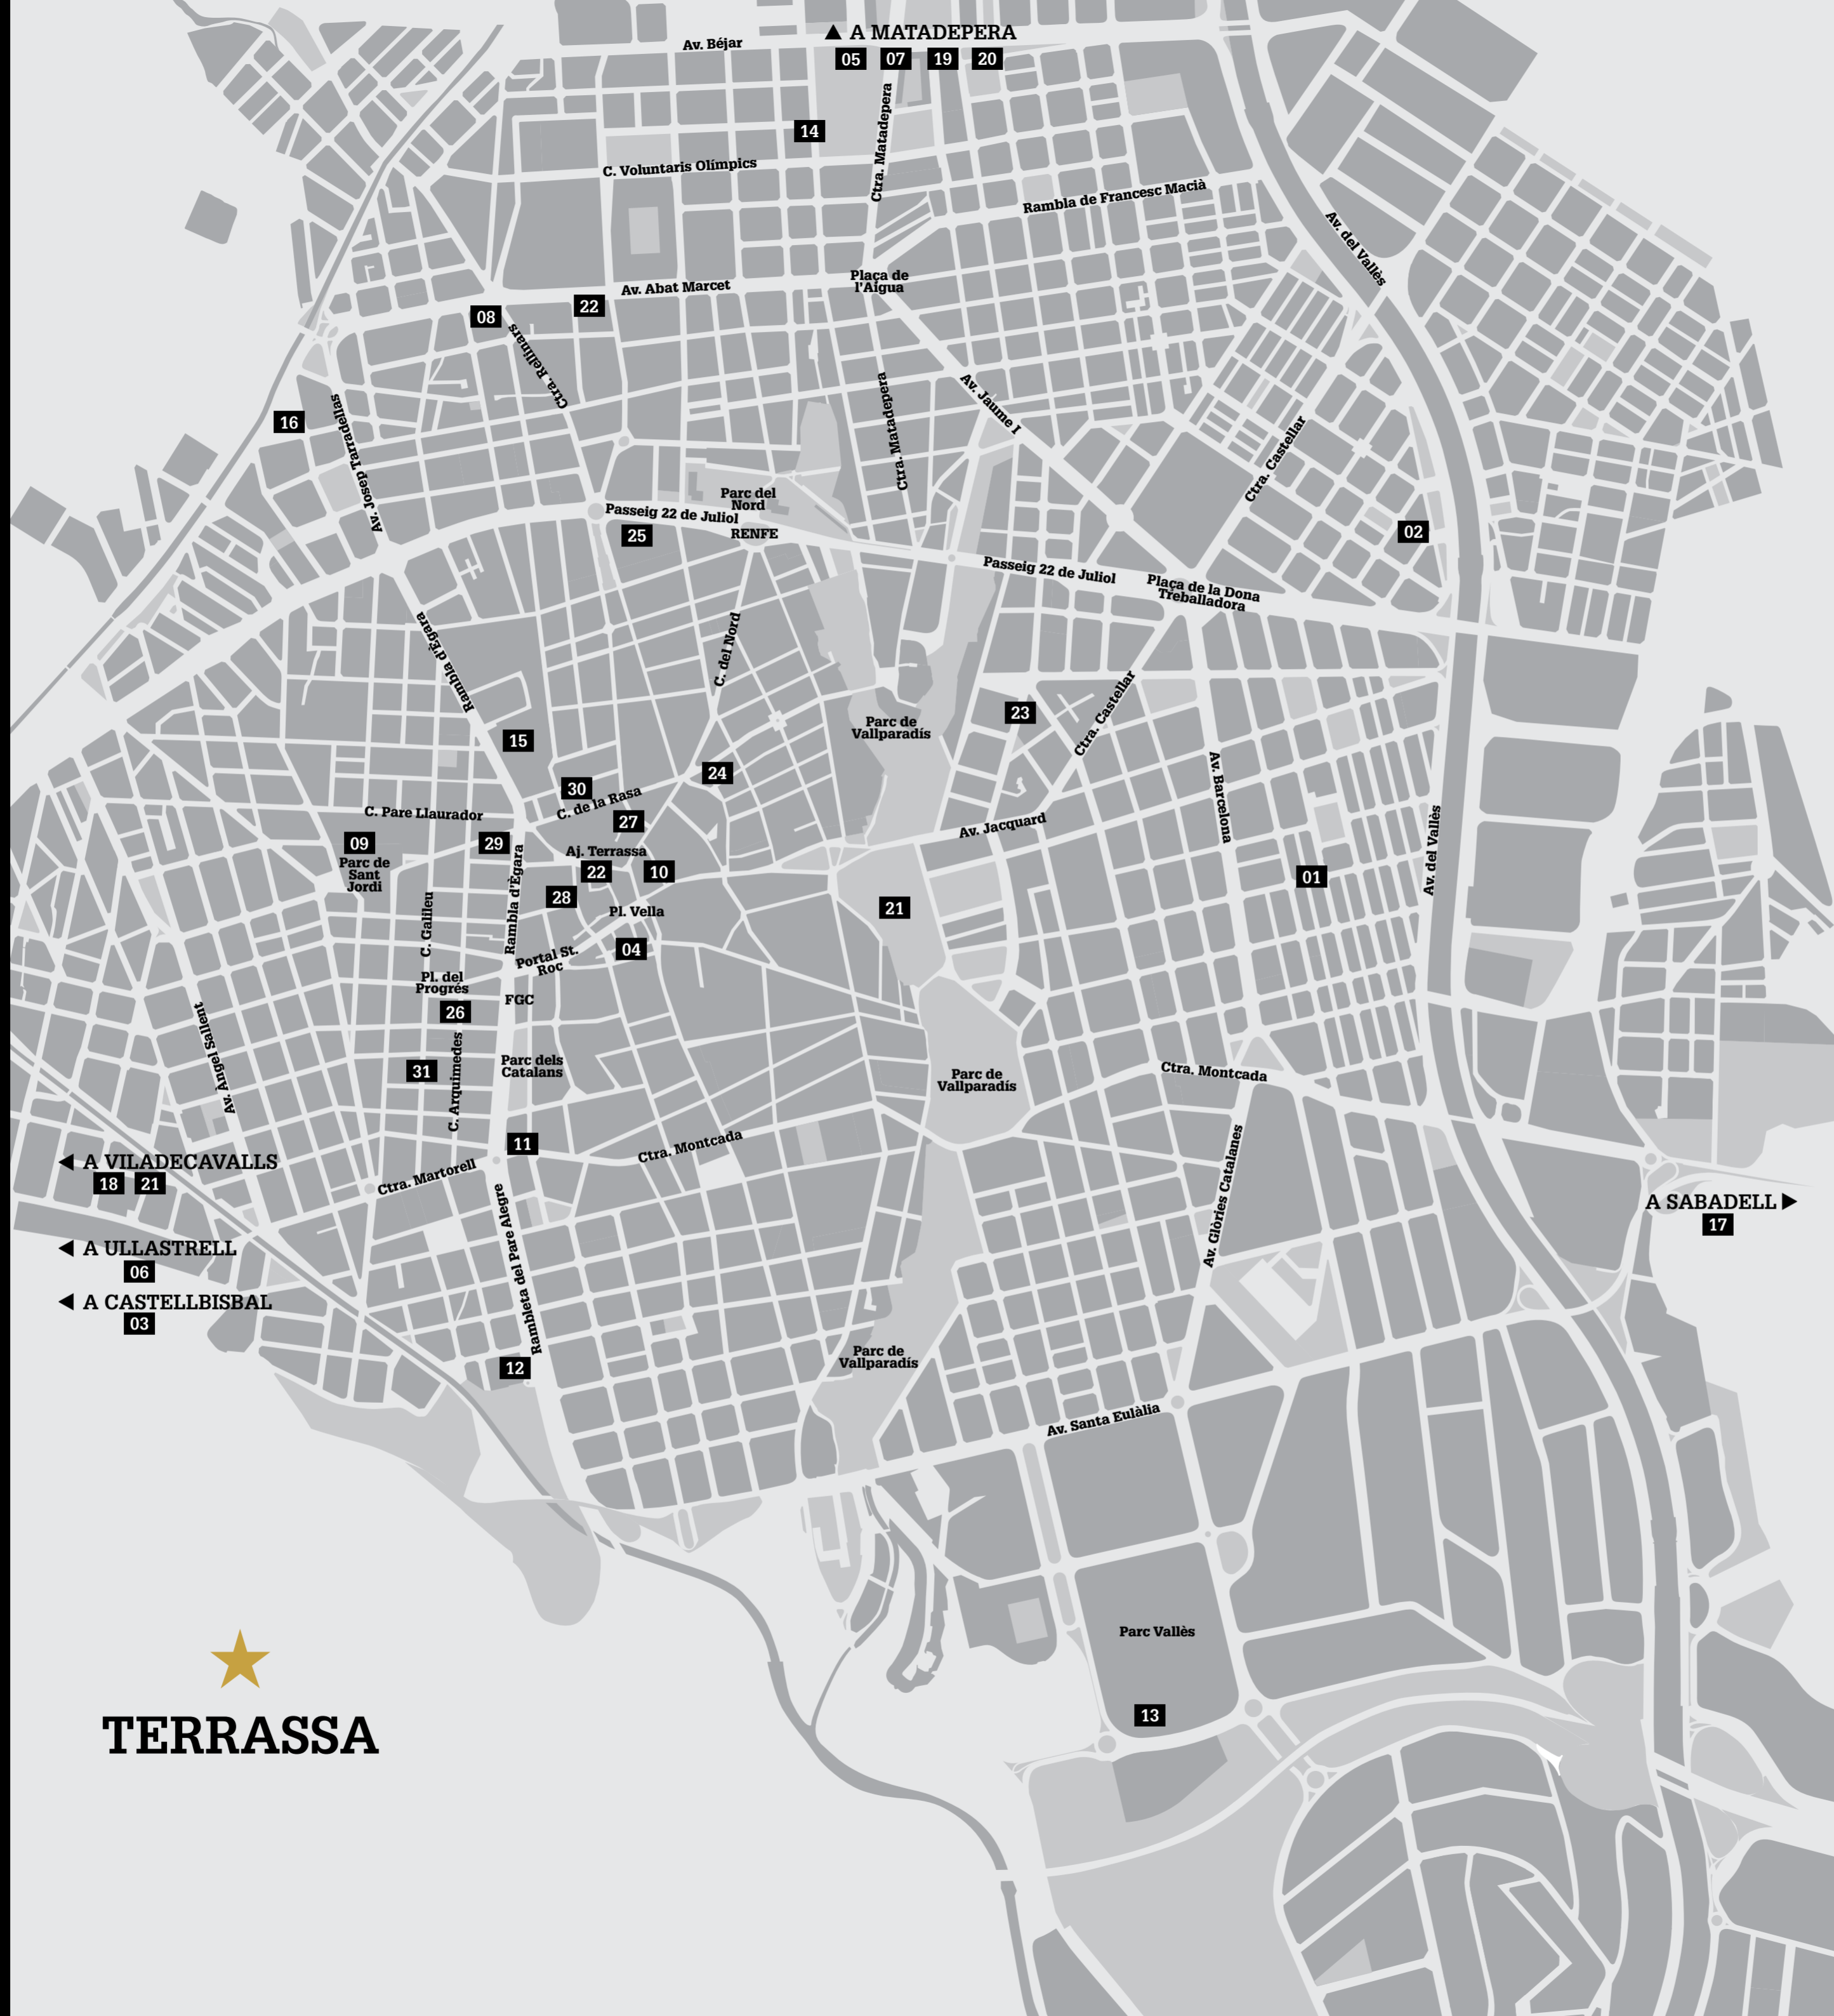 Av. Béjar
A MATADEPERA
05 07 19 20
14
Ctra. Matadepera
C. Voluntaris Olímpics
Rambla de Francesc Macià
Av. del Vallès
Plaça de
l'Aigua
Av. Abat Marcet
22
08
Ctra. Rellinars
16
Av. Josep Tarradellas
Ctra. Matadepera
Av. Jaume I
Ctra. Castellar
Parc del
Nord
Passeig 22 de Juliol
RENFE
25
02
Passeig 22 de Juliol
Plaça de la Dona
Treballadora
Rambla d'Ègara
C. del Nord
Ctra. Castellar
23
Parc de
Vallparadís
15
24
30
C. de la Rasa
27
Av. Barcelona
Av. del Vallès
C. Pare Llaurador
Av. Jacquard
09
Parc de
Sant
Jordi
29
Aj. Terrassa
22
10
01
28
Rambla d'Ègara
C. Galileu
Pl. Vella
21
04
Portal St.
Roc
Pl. del
Progrés
FGC
26
Av. Àngel Sallent
31
C. Arquimedes
Parc dels
Catalans
Parc de
Vallparadís
Ctra. Montcada
11
Ctra. Montcada
Av. Glòries Catalanes
A VILADECAVALLS
18 21
Ctra. Martorell
Rambleta del Pare Alegre
A SABADELL
17
A ULLASTRELL
06
A CASTELLBISBAL
03
12
Parc de
Vallparadís
Av. Santa Eulàlia
Parc Vallès
13
TERRASSA